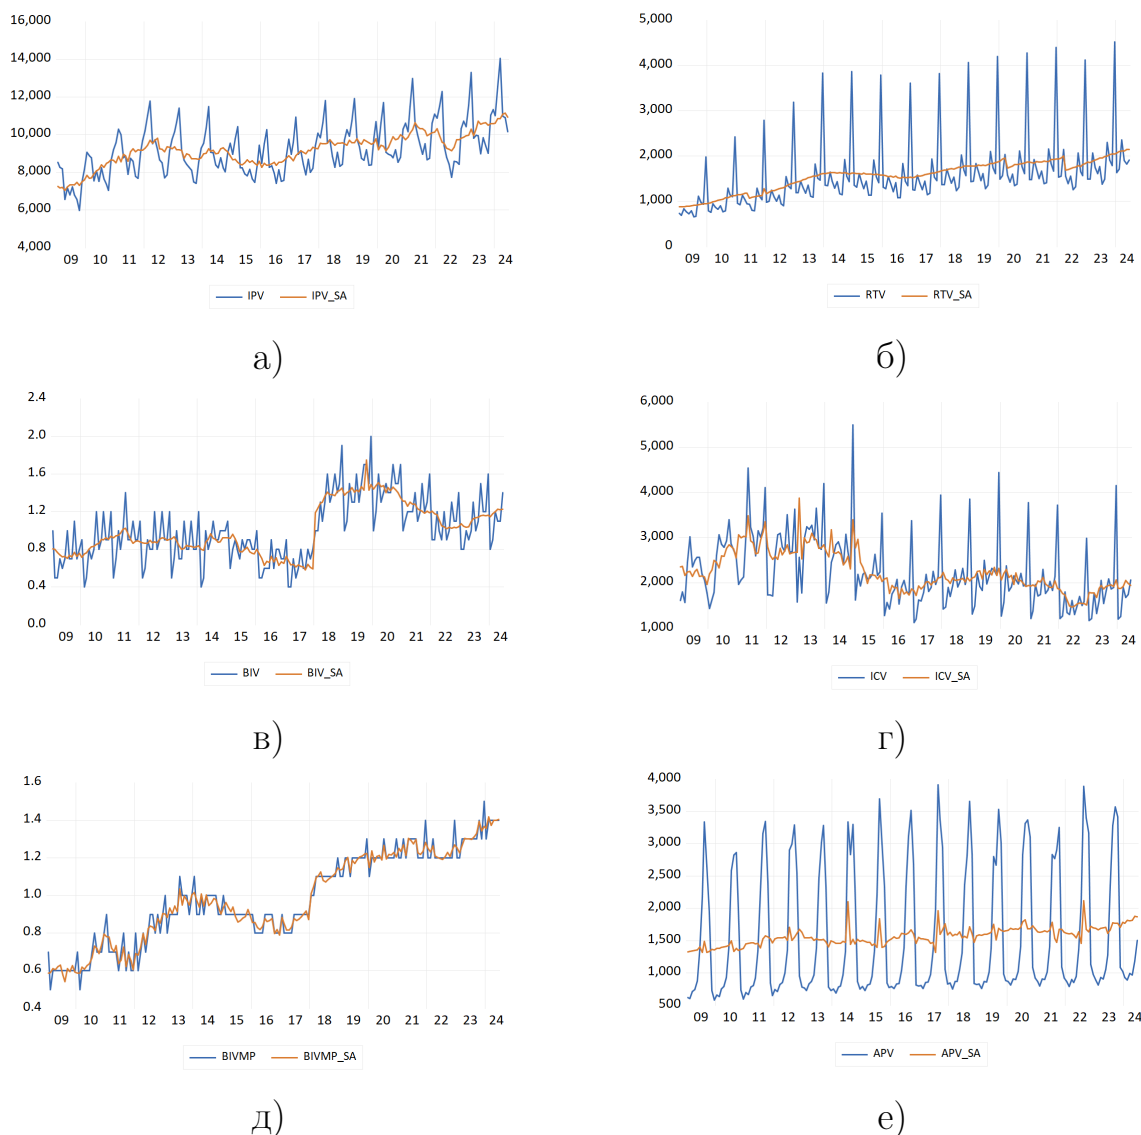 16,000
14,000
12,000
10,000
8,000
6,000
4,000
09 10 11 12 13 14 15 16 17 18 19 20 21 22 23 24
IPV IPV_SA
а)
5,000
4,000
3,000
2,000
1,000
0
09 10 11 12 13 14 15 16 17 18 19 20 21 22 23 24
RTV RTV_SA
б)
2.4
2.0
1.6
1.2
0.8
0.4
0.0
09 10 11 12 13 14 15 16 17 18 19 20 21 22 23 24
BIV BIV_SA
в)
6,000
5,000
4,000
3,000
2,000
1,000
09 10 11 12 13 14 15 16 17 18 19 20 21 22 23 24
ICV ICV_SA
г)
1.6
1.4
1.2
1.0
0.8
0.6
0.4
09 10 11 12 13 14 15 16 17 18 19 20 21 22 23 24
BIVMP BIVMP_SA
д)
4,000
3,500
3,000
2,500
2,000
1,500
1,000
500
09 10 11 12 13 14 15 16 17 18 19 20 21 22 23 24
APV APV_SA
е)